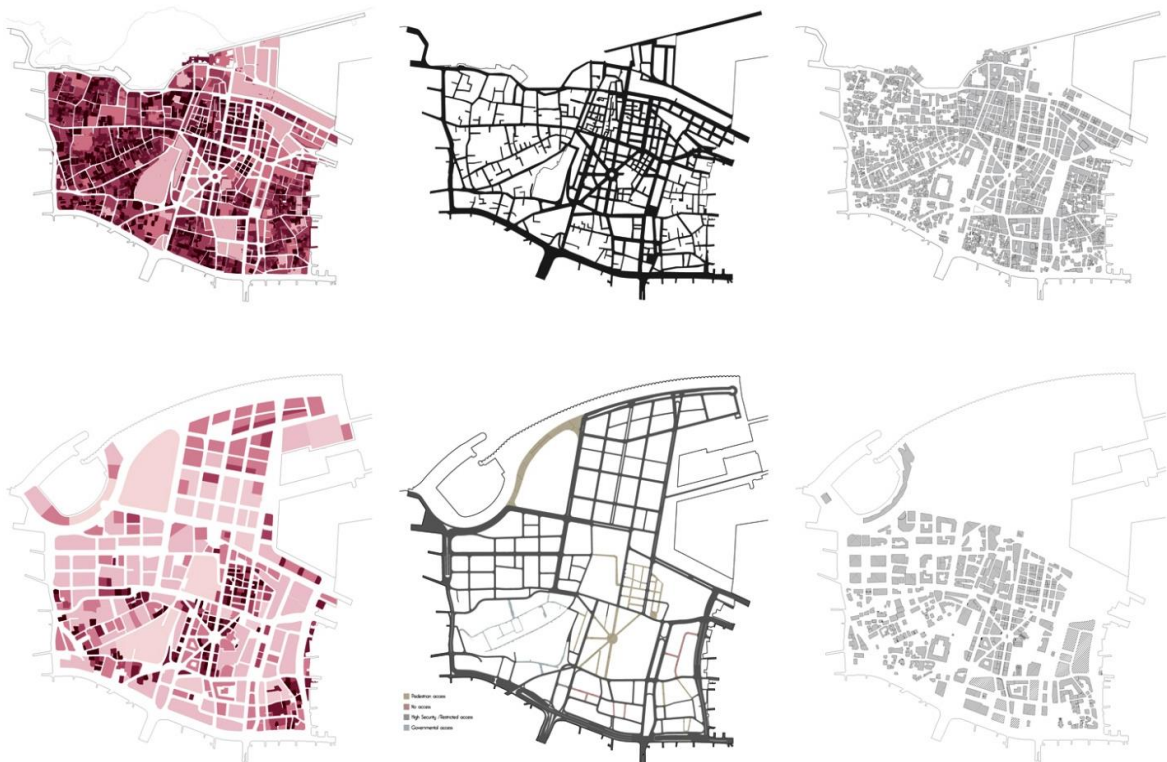 Pedestrian access
No access
High Security /Restricted access
Governmental access